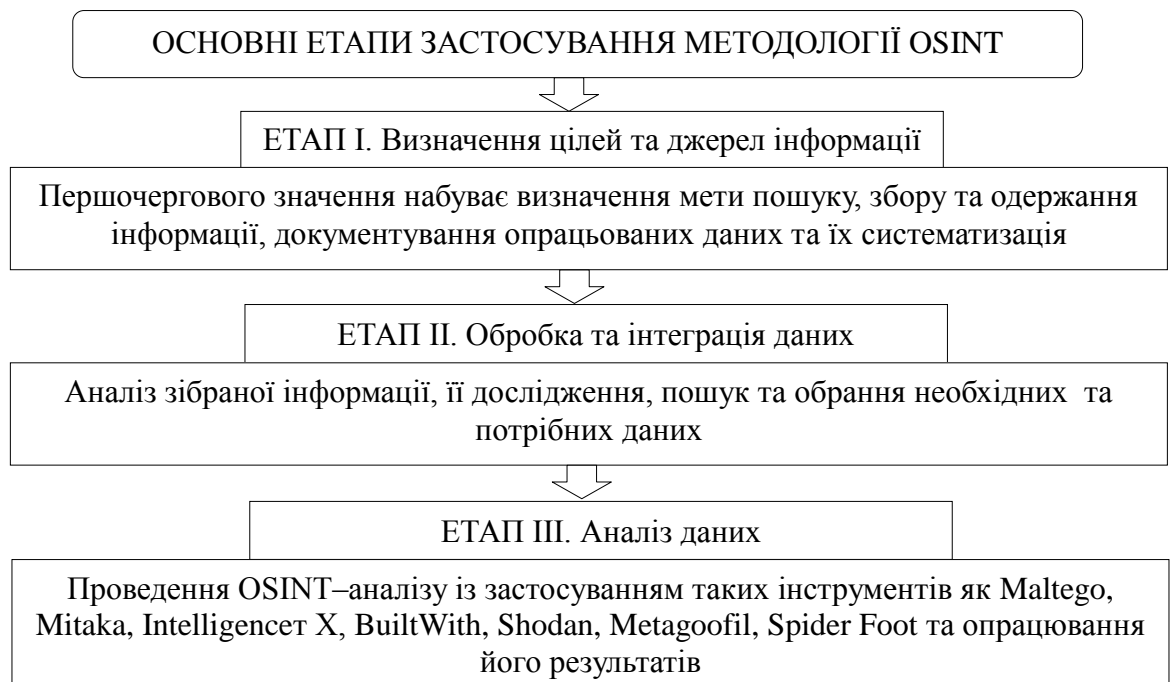 ОСНОВНІ ЕТАПИ ЗАСТОСУВАННЯ МЕТОДОЛОГІЇ OSINT
ЕТАП І. Визначення цілей та джерел інформації
Першочергового значення набуває визначення мети пошуку, збору та одержання
інформації, документування опрацьованих даних та їх систематизація
ЕТАП ІІ. Обробка та інтеграція даних
Аналіз зібраної інформації, її дослідження, пошук та обрання необхідних та
потрібних даних
ЕТАП ІІІ. Аналіз даних
Проведення OSINT–аналізу із застосуванням таких інструментів як Maltego,
Mitaka, Intelligenceт X, BuiltWith, Shodan, Metagoofil, Spider Foot та опрацювання
його результатів